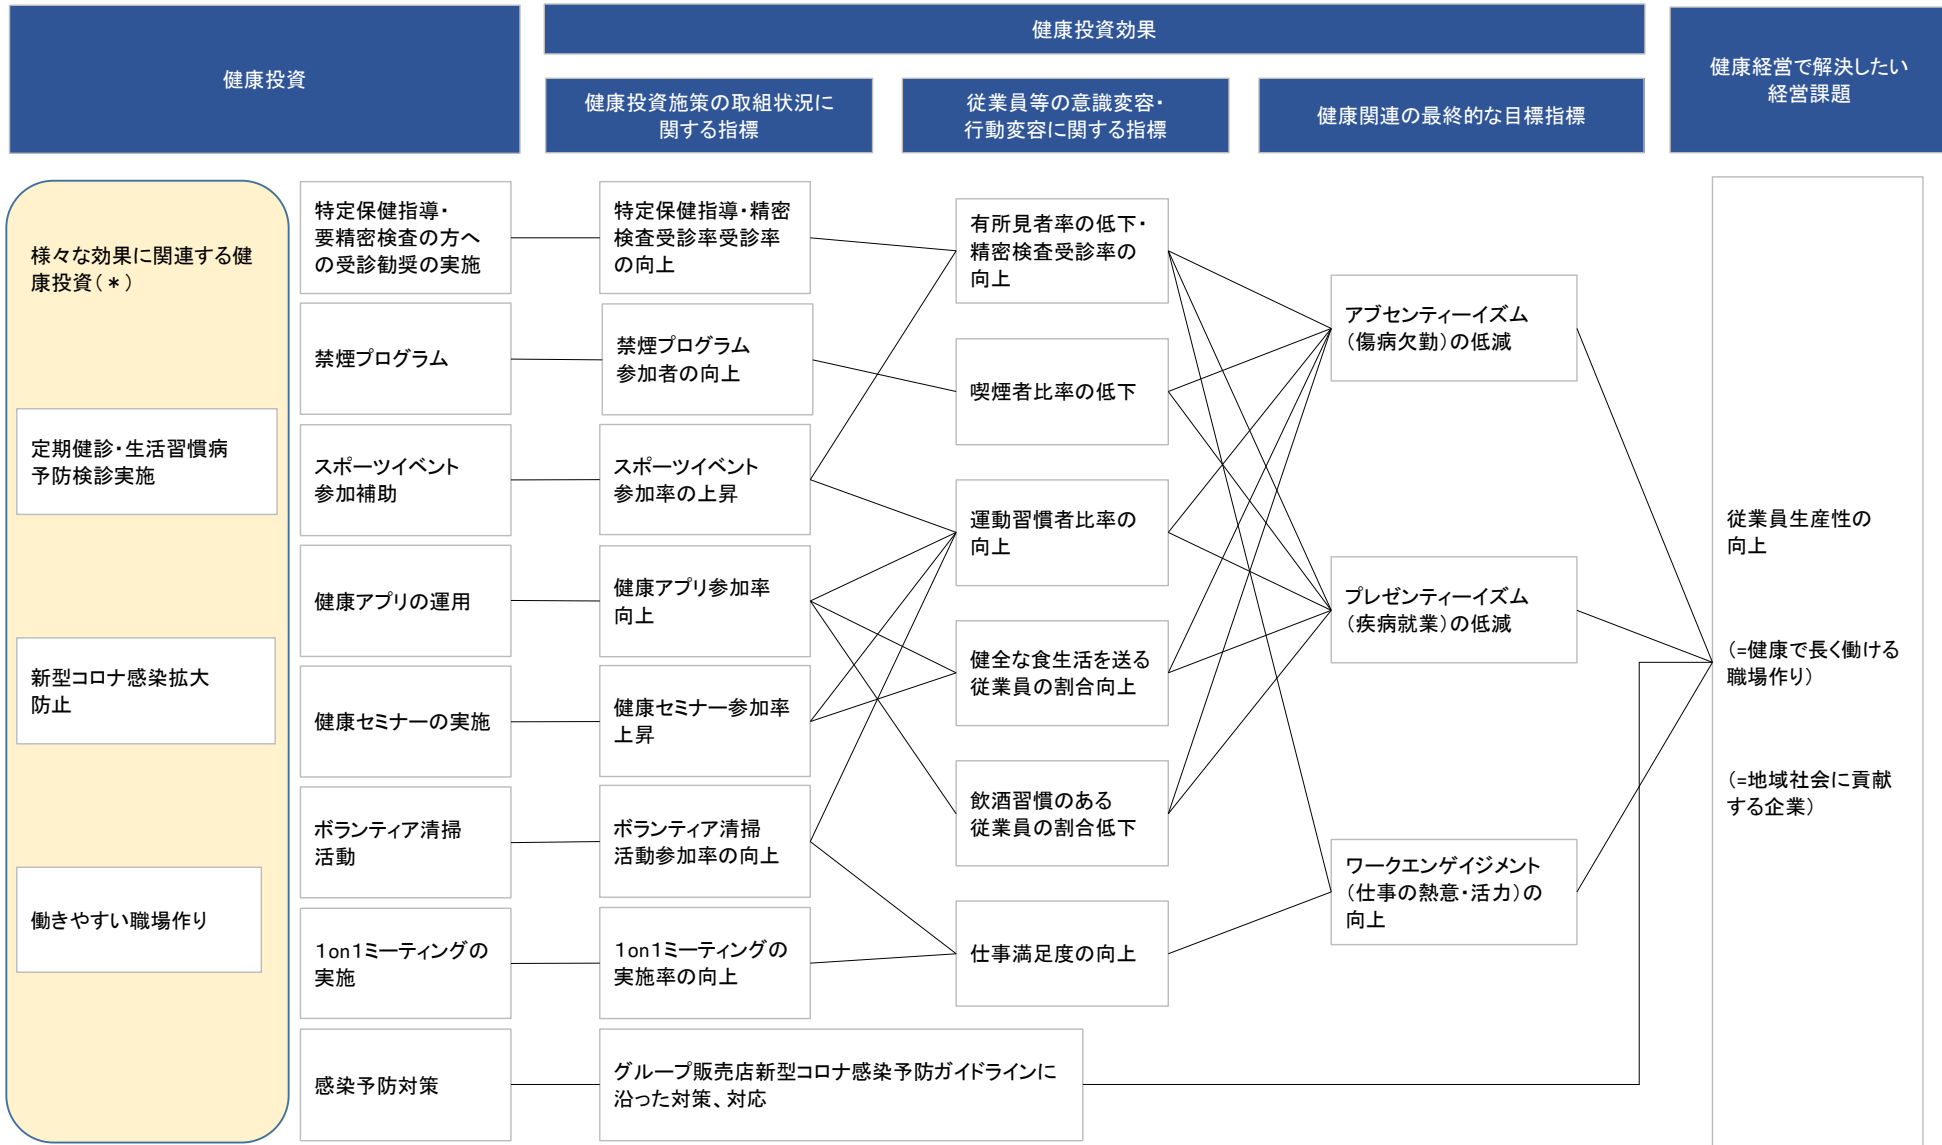 健康投資
健康投資効果
健康経営で解決したい
経営課題
健康投資施策の取組状況に
関する指標
従業員等の意識変容・
行動変容に関する指標
健康関連の最終的な目標指標
様々な効果に関連する健
康投資(*)
定期健診・生活習慣病
予防検診実施
新型コロナ感染拡大
防止
働きやすい職場作り
特定保健指導・
要精密検査の方へ
の受診勧奨の実施
禁煙プログラム
スポーツイベント
参加補助
健康アプリの運用
健康セミナーの実施
ボランティア清掃
活動
1on1ミーティングの
実施
感染予防対策
特定保健指導・精密
検査受診率受診率
の向上
禁煙プログラム
参加者の向上
スポーツイベント
参加率の上昇
健康アプリ参加率
向上
健康セミナー参加率
上昇
ボランティア清掃
活動参加率の向上
1on1ミーティングの
実施率の向上
グループ販売店新型コロナ感染予防ガイドラインに
沿った対策、対応
有所見者率の低下・
精密検査受診率の
向上
喫煙者比率の低下
運動習慣者比率の
向上
健全な食生活を送る
従業員の割合向上
飲酒習慣のある
従業員の割合低下
仕事満足度の向上
アブセンティーイズム
(傷病欠勤)の低減
プレゼンティーイズム
(疾病就業)の低減
ワークエンゲイジメント
(仕事の熱意・活力)の
向上
従業員生産性の
向上
(=健康で長く働ける
職場作り)
(=地域社会に貢献
する企業)